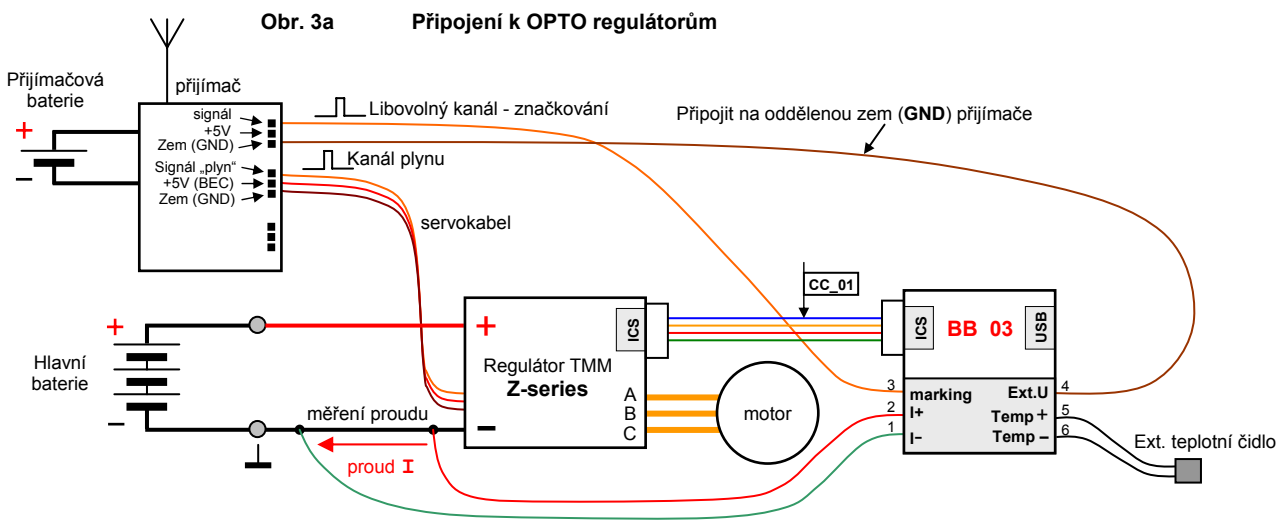 Obr. 3a Připojení k OPTO regulátorům
Přijímačová
baterie
+
–
přijímač
signál
+5V
Zem (GND)
Signál „plyn“
+5V (BEC)
Zem (GND)
Libovolný kanál - značkování
Kanál plynu
servokabel
Připojit na oddělenou zem (GND) přijímače
CC_01
Hlavní
baterie
+
–
měření proudu
proud I
+
–
ICS
Regulátor TMM
Z-series
A
B
C
motor
ICS
BB 03
USB
3 marking
2 I+
1 I–
Ext.U 4
Temp + 5
Temp – 6
Ext. teplotní čidlo